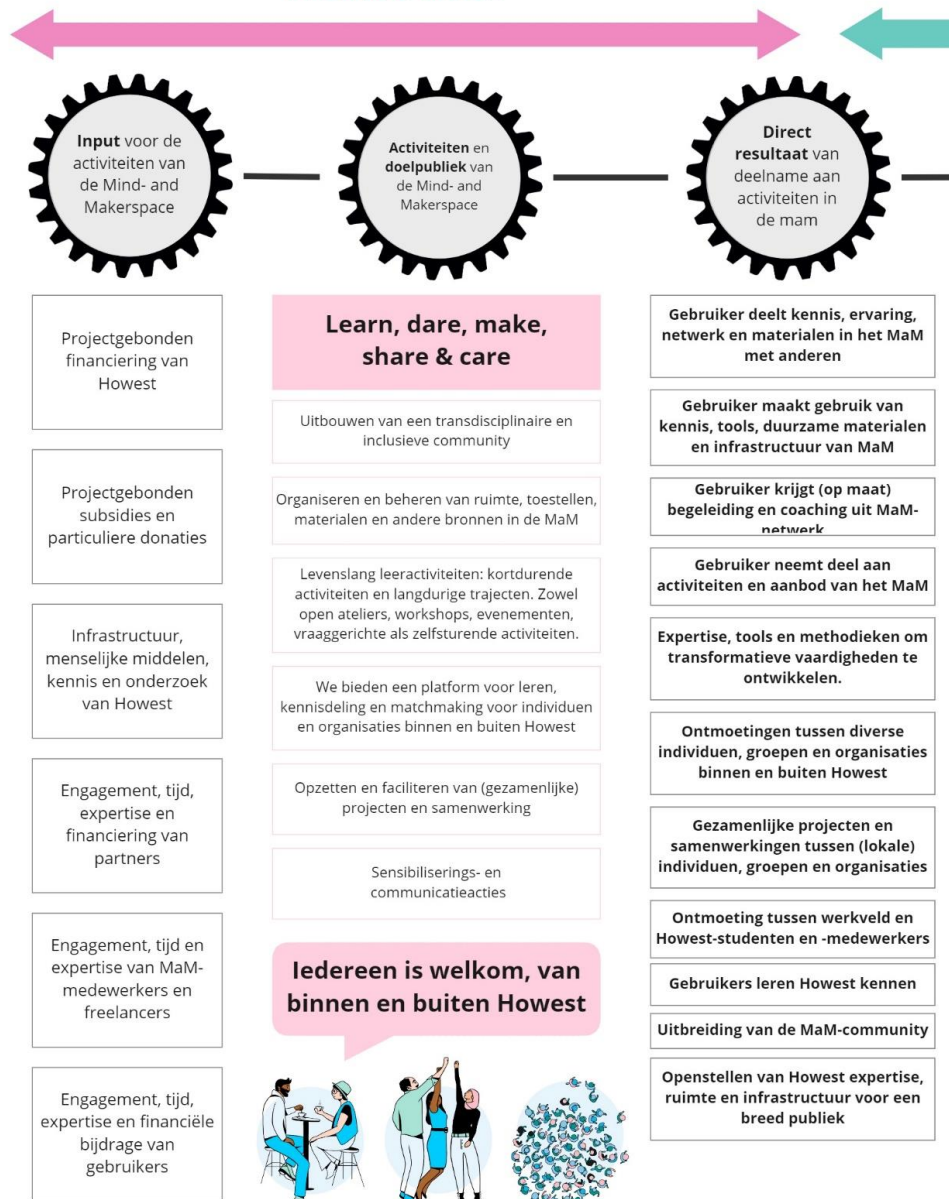 Input voor de
activiteiten van
de Mind- and
Makerspace
Activiteiten en
doelpubliek van
de Mind- and
Makerspace
Direct
resultaat van
deelname aan
activiteiten in
de mam
Projectgebonden
financiering van
Howest
Projectgebonden
subsidies en
particuliere donaties
Infrastructuur,
menselijke middelen,
kennis en onderzoek
van Howest
Engagement, tijd,
expertise en
financiering van
partners
Engagement, tijd en
expertise van MaM-
medewerkers en
freelancers
Engagement, tijd,
expertise en financiële
bijdrage van
gebruikers
Learn, dare, make,
share & care
Uitbouwen van een transdisciplinaire en
inclusieve community
Organiseren en beheren van ruimte, toestellen,
materialen en andere bronnen in de MaM
Levenslang leeractiviteiten: kortdurende
activiteiten en langdurige trajecten. Zowel
open ateliers, workshops, evenementen,
vraaggerichte als zelfsturende activiteiten.
We bieden een platform voor leren,
kennisdeling en matchmaking voor individuen
en organisaties binnen en buiten Howest
Opzetten en faciliteren van (gezamenlijke)
projecten en samenwerking
Sensibiliserings- en
communicatieacties
Iedereen is welkom, van
binnen en buiten Howest
Gebruiker deelt kennis, ervaring,
netwerk en materialen in het MaM
met anderen
Gebruiker maakt gebruik van
kennis, tools, duurzame materialen
en infrastructuur van MaM
Gebruiker krijgt (op maat)
begeleiding en coaching uit MaM-
netwerk
Gebruiker neemt deel aan
activiteiten en aanbod van het MaM
Expertise, tools en methodieken om
transformatieve vaardigheden te
ontwikkelen.
Ontmoetingen tussen diverse
individuen, groepen en organisaties
binnen en buiten Howest
Gezamenlijke projecten en
samenwerkingen tussen (lokale)
individuen, groepen en organisaties
Ontmoeting tussen werkveld en
Howest-studenten en -medewerkers
Gebruikers leren Howest kennen
Uitbreiding van de MaM-community
Openstellen van Howest expertise,
ruimte en infrastructuur voor een
breed publiek